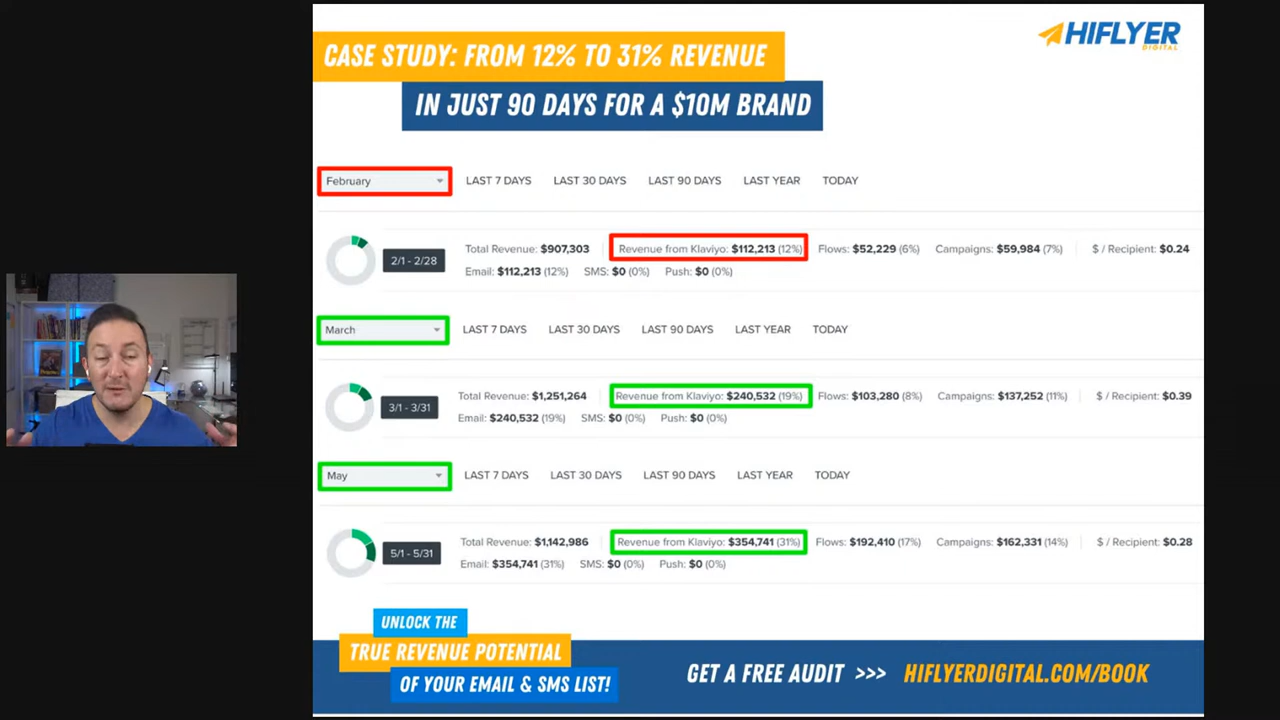 HIFLYER
DIGITAL
CASE STUDY: FROM 12% TO 31% REVENUE
IN JUST 90 DAYS FOR A $10M BRAND
February LAST 7 DAYS LAST 30 DAYS LAST 90 DAYS LAST YEAR TODAY
2/1 - 2/28
Total Revenue: $907,303 Revenue from Klaviyo: $112,213 (12%) Flows: $52,229 (6%) Campaigns: $59,984 (7%) $ / Recipient: $0.24
Email: $112,213 (12%) SMS: $0 (0%) Push: $0 (0%)
March LAST 7 DAYS LAST 30 DAYS LAST 90 DAYS LAST YEAR TODAY
3/1 - 3/31
Total Revenue: $1,251,264 Revenue from Klaviyo: $240,532 (19%) Flows: $103,280 (8%) Campaigns: $137,252 (11%) $ / Recipient: $0.39
Email: $240,532 (19%) SMS: $0 (0%) Push: $0 (0%)
May LAST 7 DAYS LAST 30 DAYS LAST 90 DAYS LAST YEAR TODAY
5/1 - 5/31
Total Revenue: $1,142,986 Revenue from Klaviyo: $354,741 (31%) Flows: $192,410 (17%) Campaigns: $162,331 (14%) $ / Recipient: $0.28
Email: $354,741 (31%) SMS: $0 (0%) Push: $0 (0%)
UNLOCK THE
TRUE REVENUE POTENTIAL
OF YOUR EMAIL & SMS LIST!
GET A FREE AUDIT >>> HIFLYERDIGITAL.COM/BOOK